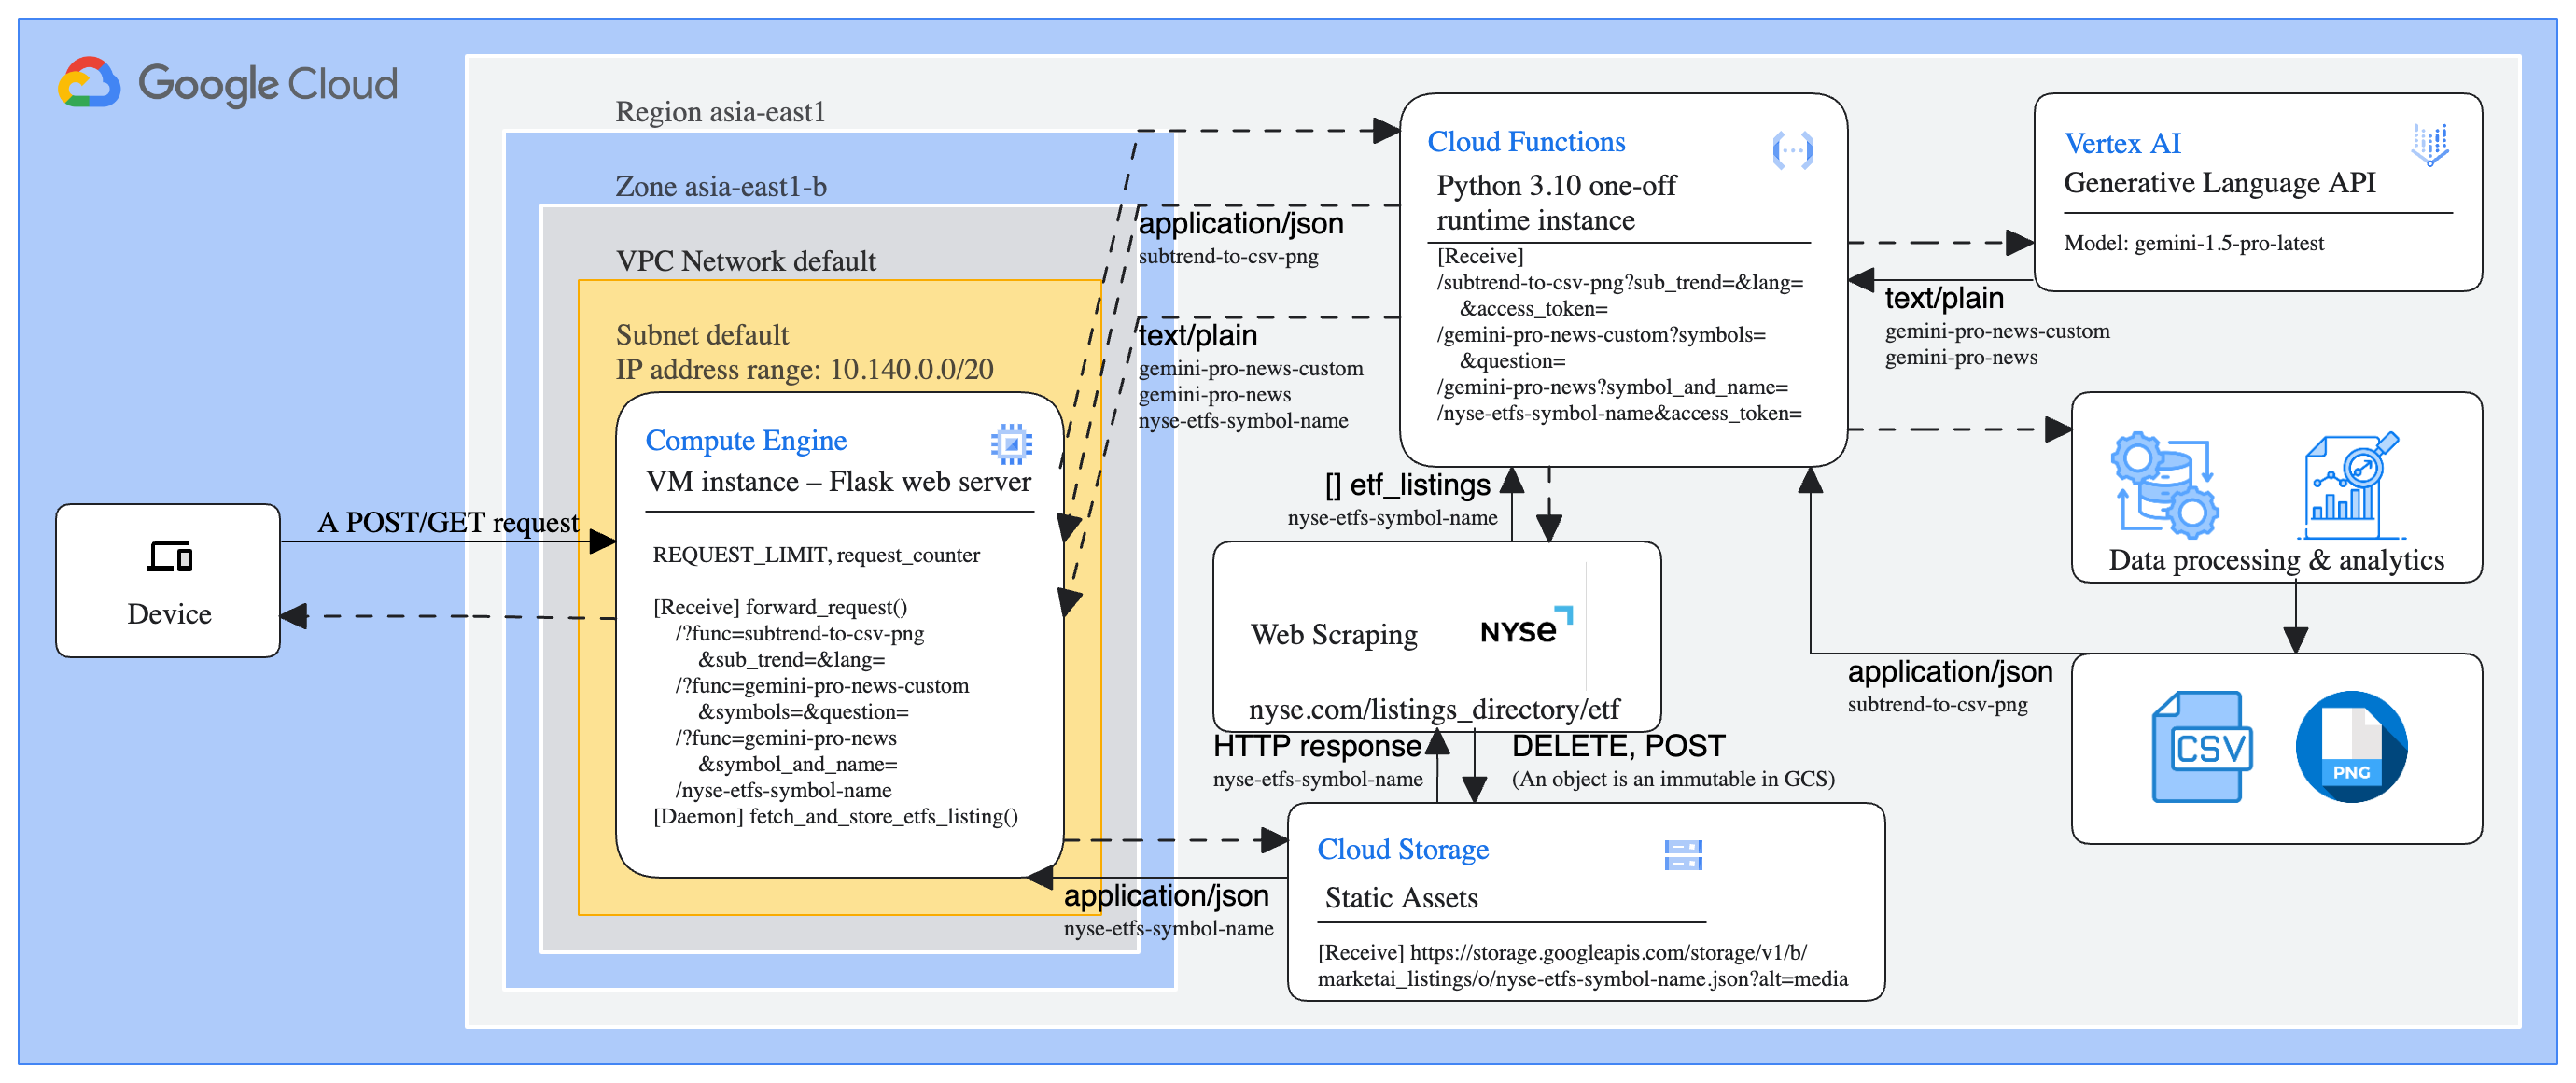 Google Cloud
Region asia-east1
Zone asia-east1-b
VPC Network default
Subnet default
IP address range: 10.140.0.0/20
Compute Engine
VM instance – Flask web server
REQUEST_LIMIT, request_counter
[Receive] forward_request()
/?func=subtrend-to-csv-png
&sub_trend=&lang=
/?func=gemini-pro-news-custom
&symbols=&question=
/?func=gemini-pro-news
&symbol_and_name=
/nyse-etfs-symbol-name
[Daemon] fetch_and_store_etfs_listing()
Device
A POST/GET request
application/json
subtrend-to-csv-png
text/plain
gemini-pro-news-custom
gemini-pro-news
nyse-etfs-symbol-name
Cloud Functions
Python 3.10 one-off
runtime instance
[Receive]
/subtrend-to-csv-png?sub_trend=&lang=
&access_token=
/gemini-pro-news-custom?symbols=
&question=
/gemini-pro-news?symbol_and_name=
/nyse-etfs-symbol-name&access_token=
Vertex AI
Generative Language API
Model: gemini-1.5-pro-latest
text/plain
gemini-pro-news-custom
gemini-pro-news
Data processing & analytics
[] etf_listings
nyse-etfs-symbol-name
Web Scraping
NYSE
nyse.com/listings_directory/etf
application/json
subtrend-to-csv-png
CSV
PNG
HTTP response
nyse-etfs-symbol-name
DELETE, POST
(An object is an immutable in GCS)
Cloud Storage
Static Assets
[Receive] https://storage.googleapis.com/storage/v1/b/
marketai_listings/o/nyse-etfs-symbol-name.json?alt=media
application/json
nyse-etfs-symbol-name